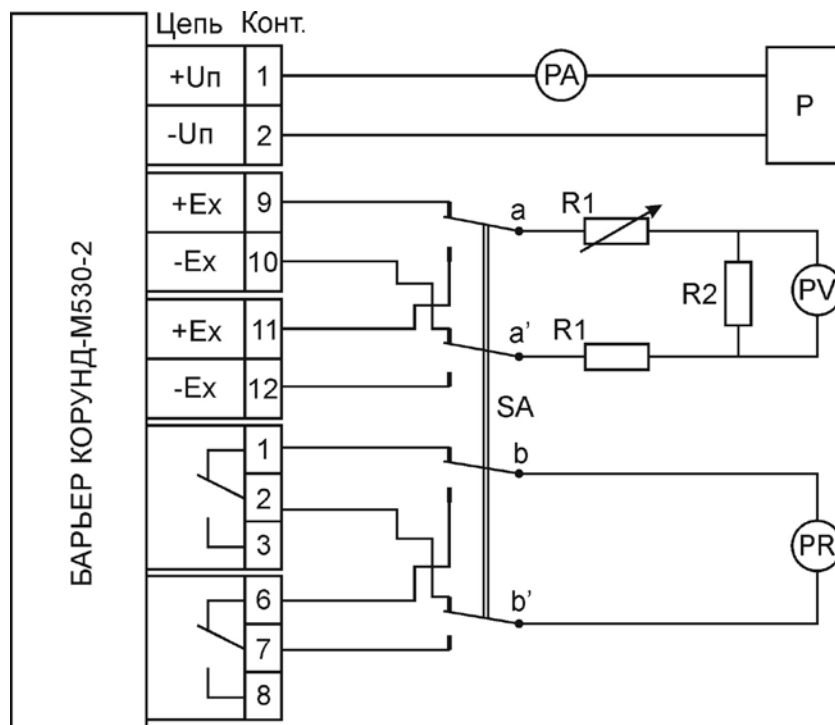 Цепь Конт.
+Uп 1
-Uп 2
PA
P
+Ex 9
-Ex 10
+Ex 11
-Ex 12
a
R1
R2
PV
a'
R1
SA
БАРЬЕР КОРУНД-М530-2
1
2
3
b
PR
6
7
8
b'